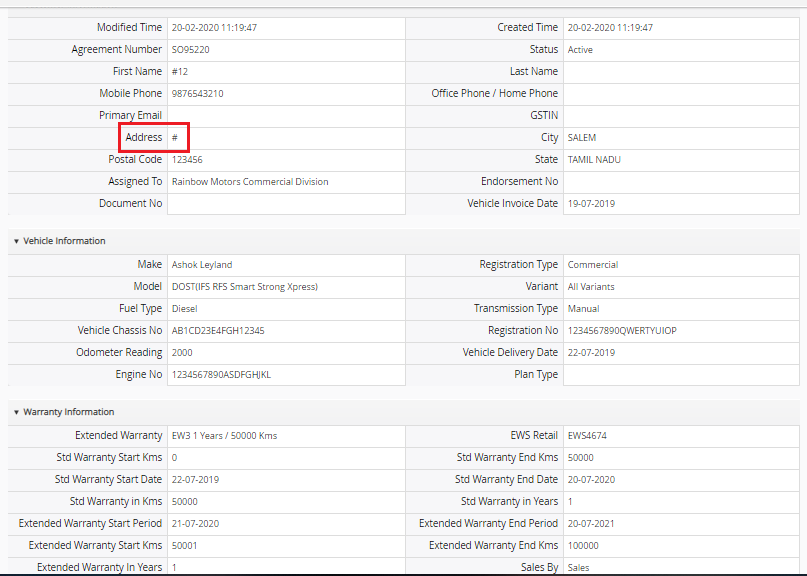 Modified Time 20-02-2020 11:19:47 Created Time 20-02-2020 11:19:47
Agreement Number SO95220 Status Active
First Name #12 Last Name
Mobile Phone 9876543210 Office Phone / Home Phone
Primary Email GSTIN
Address # City SALEM
Postal Code 123456 State TAMIL NADU
Assigned To Rainbow Motors Commercial Division Endorsement No
Document No Vehicle Invoice Date 19-07-2019
▾ Vehicle Information
Make Ashok Leyland Registration Type Commercial
Model DOST(IFS RFS Smart Strong Xpress) Variant All Variants
Fuel Type Diesel Transmission Type Manual
Vehicle Chassis No AB1CD23E4FGH12345 Registration No 1234567890QWERTYUIOP
Odometer Reading 2000 Vehicle Delivery Date 22-07-2019
Engine No 1234567890ASDFGHJKL Plan Type
▾ Warranty Information
Extended Warranty EW3 1 Years / 50000 Kms EWS Retail EWS4674
Std Warranty Start Kms 0 Std Warranty End Kms 50000
Std Warranty Start Date 22-07-2019 Std Warranty End Date 20-07-2020
Std Warranty in Kms 50000 Std Warranty in Years 1
Extended Warranty Start Period 21-07-2020 Extended Warranty End Period 20-07-2021
Extended Warranty Start Kms 50001 Extended Warranty End Kms 100000
Extended Warranty In Years 1 Sales By Sales